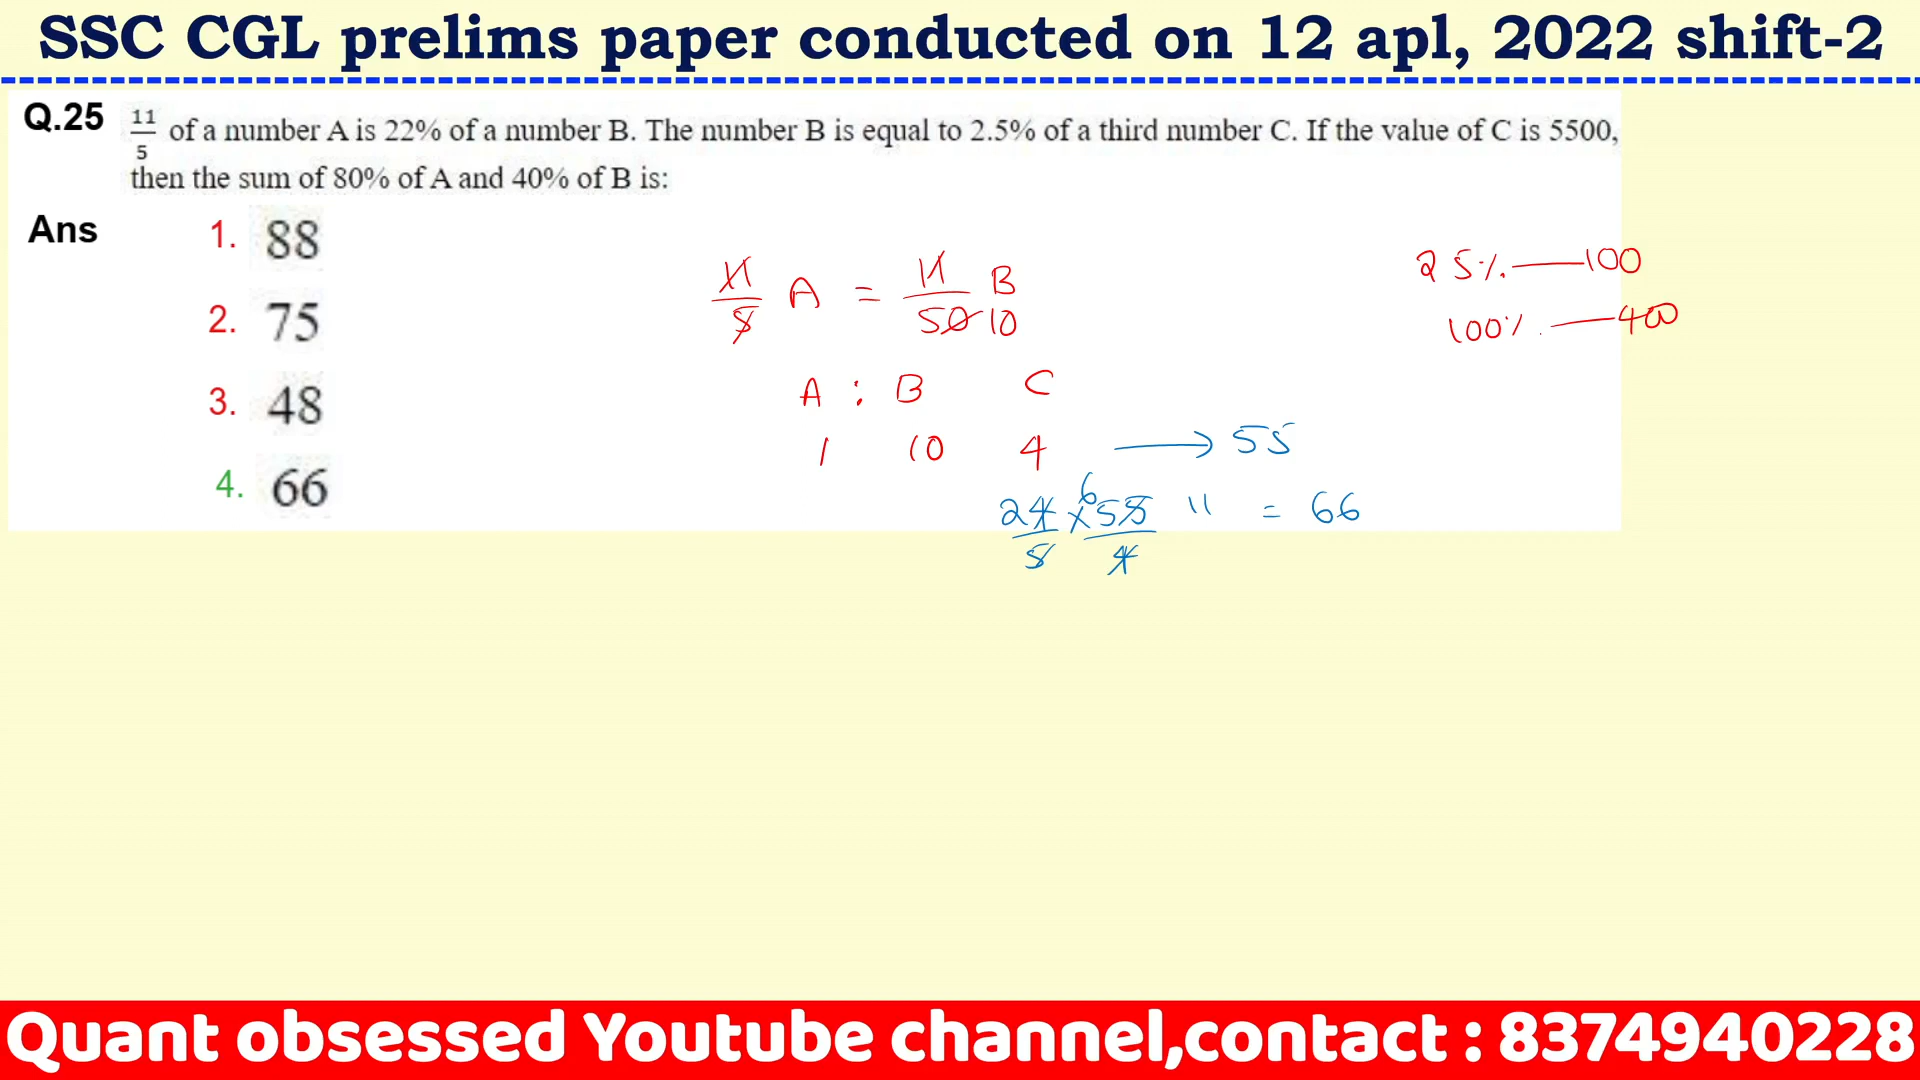 SSC CGL prelims paper conducted on 12 apl, 2022 shift-2
Q.25 11/5 of a number A is 22% of a number B. The number B is equal to 2.5% of a third number C. If the value of C is 5500,
then the sum of 80% of A and 40% of B is:
Ans 1. 88
2. 75
3. 48
4. 66
11/5 A = 11/50 B
10
25% — 100
100% — 400
A : B C
1 10 4 → 55
24/5 × 55/4 = 66
6 11
Quant obsessed Youtube channel,contact : 8374940228